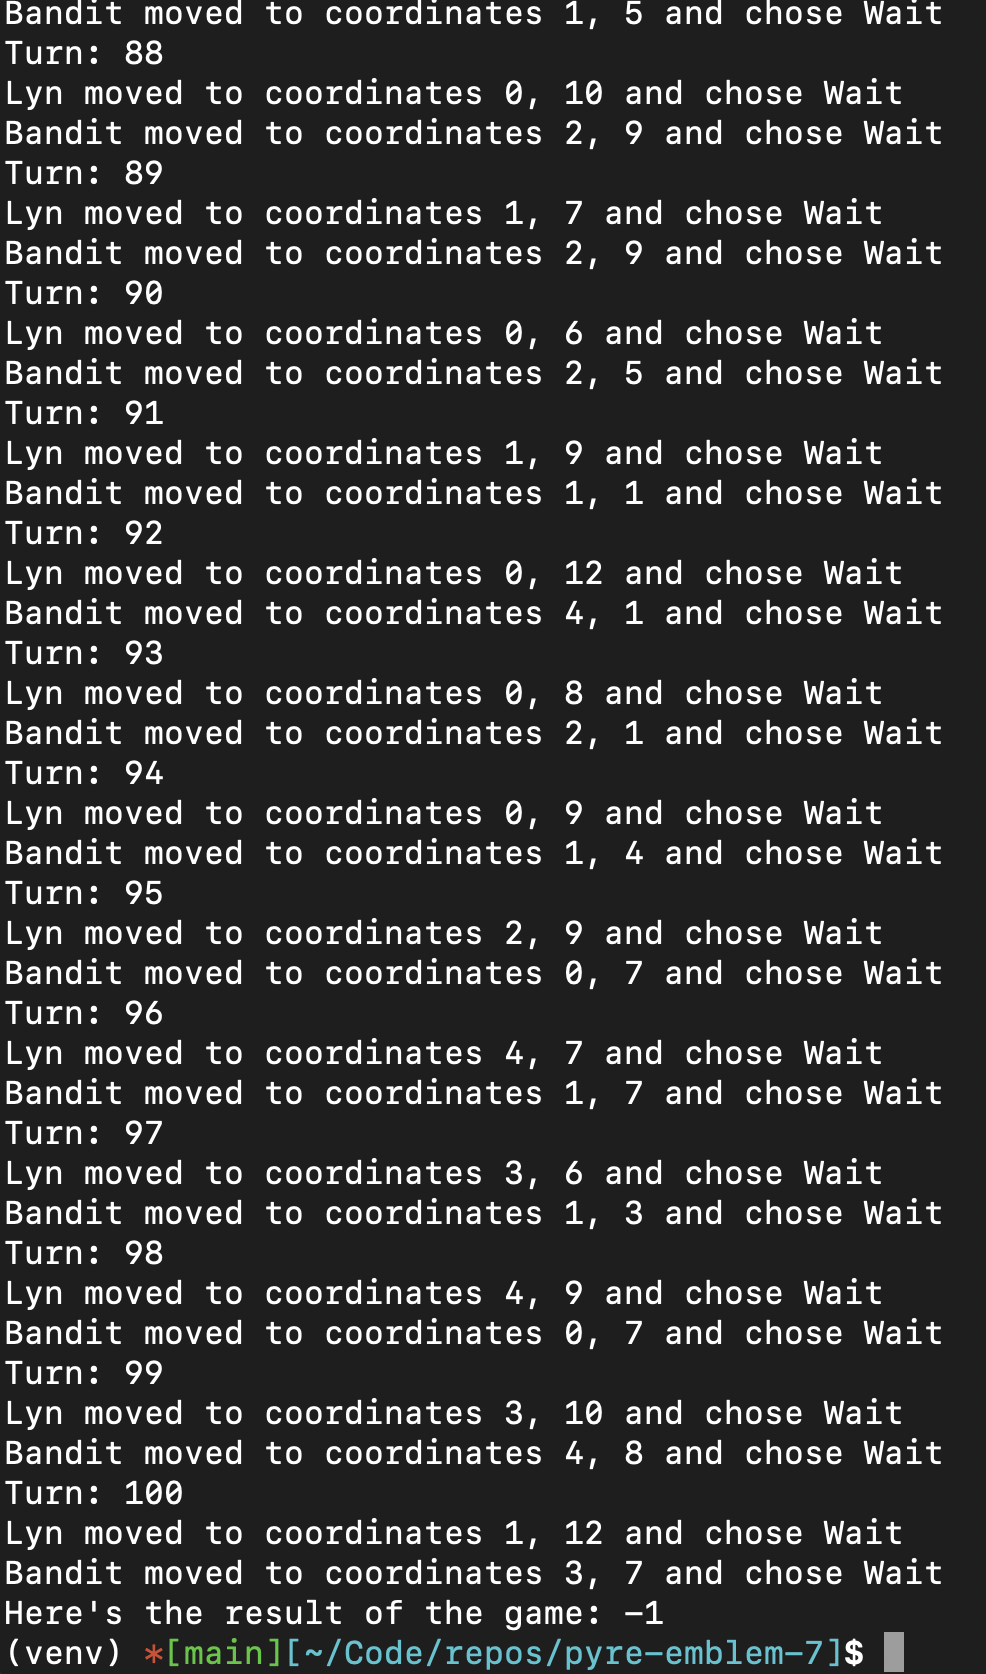 Bandit moved to coordinates 1, 5 and chose Wait
Turn: 88
Lyn moved to coordinates 0, 10 and chose Wait
Bandit moved to coordinates 2, 9 and chose Wait
Turn: 89
Lyn moved to coordinates 1, 7 and chose Wait
Bandit moved to coordinates 2, 9 and chose Wait
Turn: 90
Lyn moved to coordinates 0, 6 and chose Wait
Bandit moved to coordinates 2, 5 and chose Wait
Turn: 91
Lyn moved to coordinates 1, 9 and chose Wait
Bandit moved to coordinates 1, 1 and chose Wait
Turn: 92
Lyn moved to coordinates 0, 12 and chose Wait
Bandit moved to coordinates 4, 1 and chose Wait
Turn: 93
Lyn moved to coordinates 0, 8 and chose Wait
Bandit moved to coordinates 2, 1 and chose Wait
Turn: 94
Lyn moved to coordinates 0, 9 and chose Wait
Bandit moved to coordinates 1, 4 and chose Wait
Turn: 95
Lyn moved to coordinates 2, 9 and chose Wait
Bandit moved to coordinates 0, 7 and chose Wait
Turn: 96
Lyn moved to coordinates 4, 7 and chose Wait
Bandit moved to coordinates 1, 7 and chose Wait
Turn: 97
Lyn moved to coordinates 3, 6 and chose Wait
Bandit moved to coordinates 1, 3 and chose Wait
Turn: 98
Lyn moved to coordinates 4, 9 and chose Wait
Bandit moved to coordinates 0, 7 and chose Wait
Turn: 99
Lyn moved to coordinates 3, 10 and chose Wait
Bandit moved to coordinates 4, 8 and chose Wait
Turn: 100
Lyn moved to coordinates 1, 12 and chose Wait
Bandit moved to coordinates 3, 7 and chose Wait
Here's the result of the game: -1
(venv) *[main][~/Code/repos/pyre-emblem-7]$